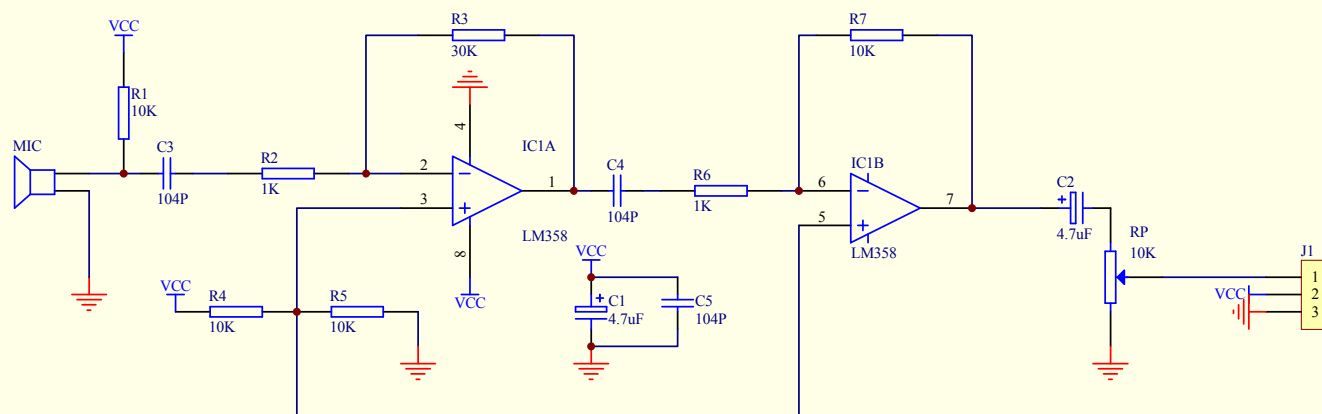 VCC
R1
10K
MIC
C3
104P
R2
1K
R3
30K
4
2
3
8
1
IC1A
LM358
VCC
VCC
R4
10K
R5
10K
VCC
C1
4.7uF
C5
104P
C4
104P
R6
1K
R7
10K
IC1B
6
5
7
LM358
C2
4.7uF
RP
10K
J1
1
VCC
2
3
+
+
+
+